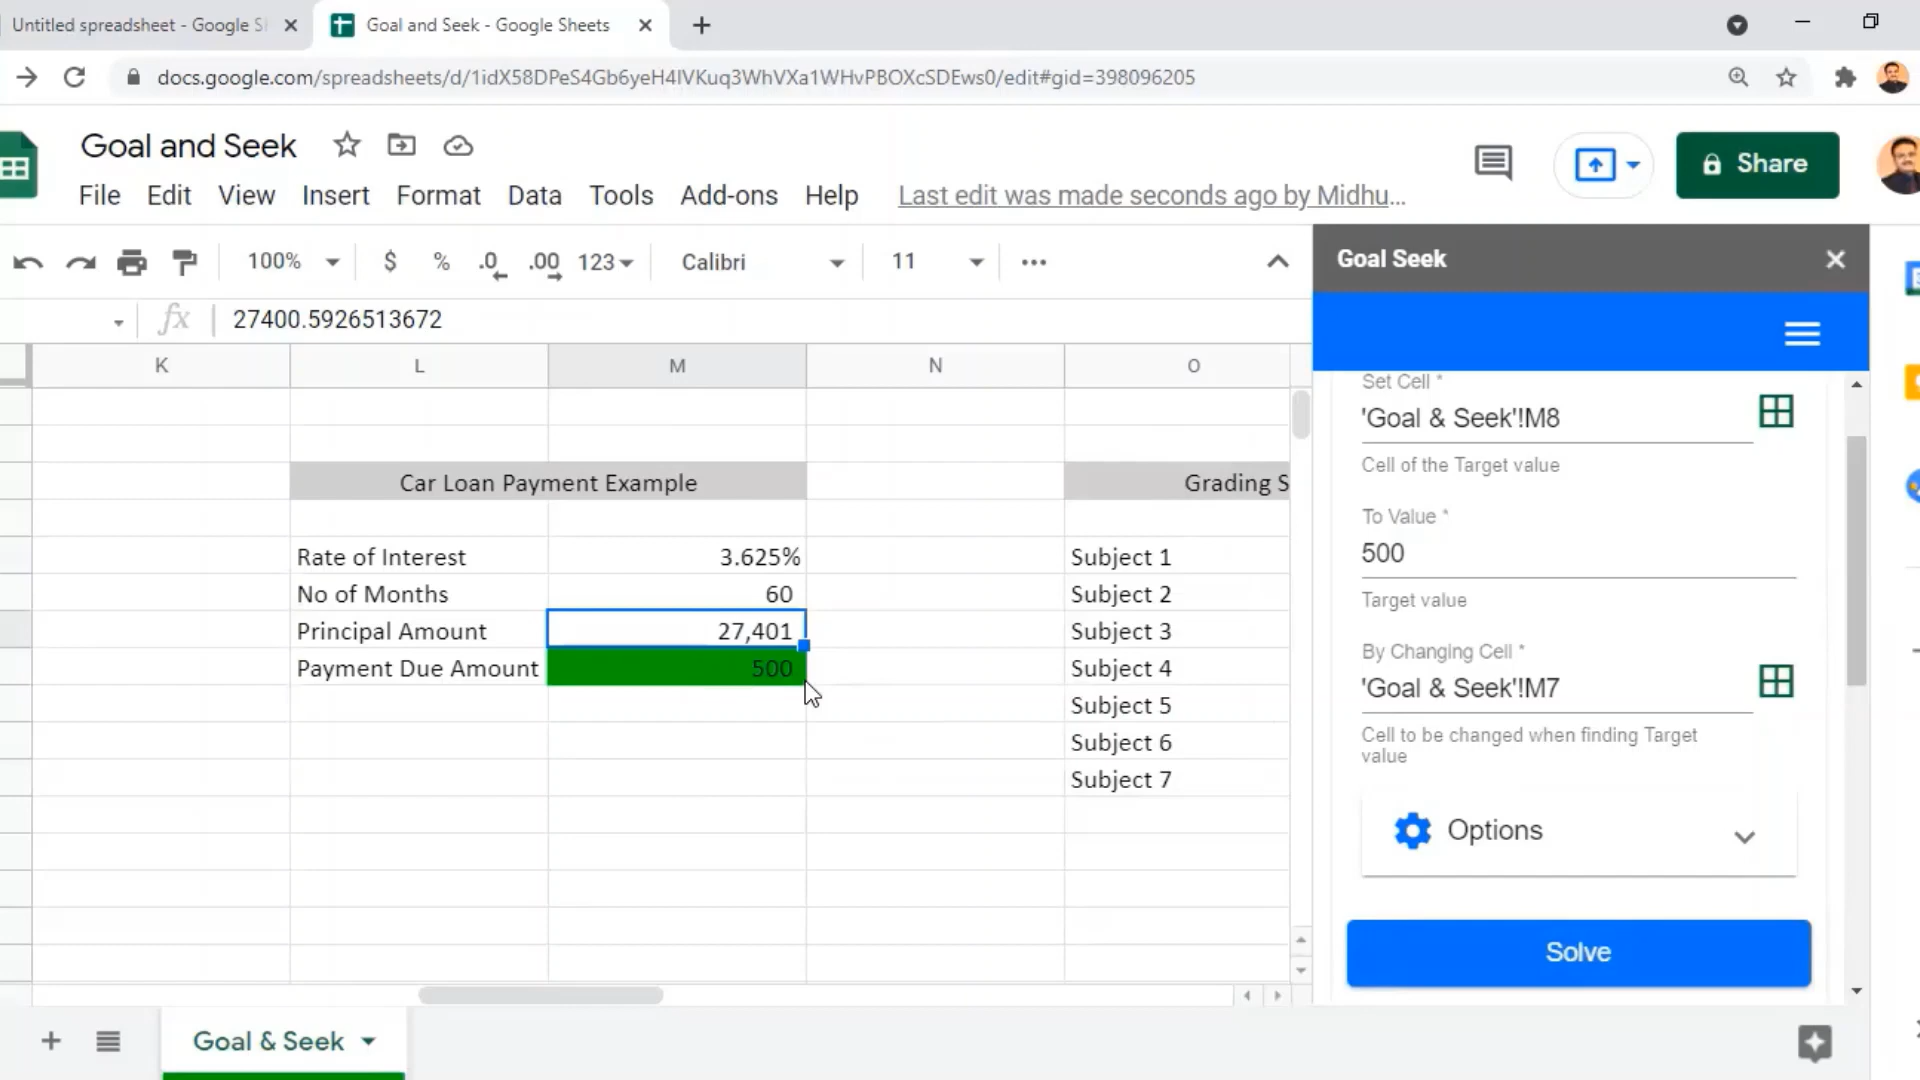 Untitled spreadsheet - Google S
Goal and Seek - Google Sheets
docs.google.com/spreadsheets/d/1idX58DPeS4Gb6yeH4IVKuq3WhVXa1WHvPBOXcSDEws0/edit#gid=398096205
Goal and Seek
Share
File Edit View Insert Format Data Tools Add-ons Help Last edit was made seconds ago by Midhu...
100% $ % .0 .00 123 Calibri 11
fx 27400.5926513672
K L M N O
Car Loan Payment Example Grading S
Rate of Interest 3.625% Subject 1
No of Months 60 Subject 2
Principal Amount 27,401 Subject 3
Payment Due Amount 500 Subject 4
Subject 5
Subject 6
Subject 7
Goal & Seek
Goal Seek
Set Cell *
'Goal & Seek'!M8
Cell of the Target value
To Value *
500
Target value
By Changing Cell *
'Goal & Seek'!M7
Cell to be changed when finding Target
value
Options
Solve